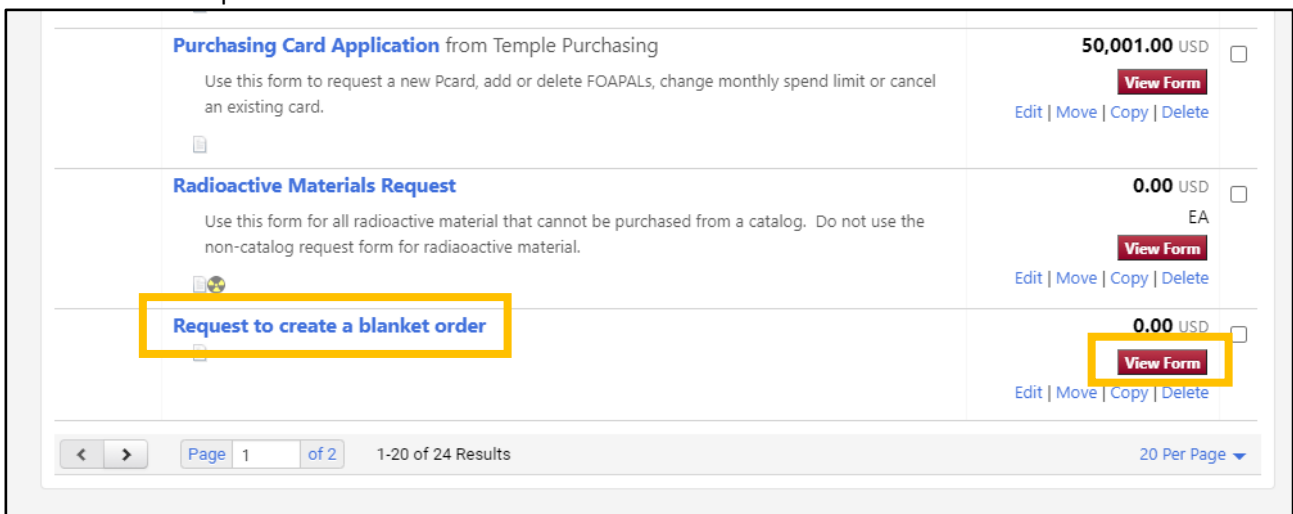 Purchasing Card Application from Temple Purchasing
50,001.00 USD
Use this form to request a new Pcard, add or delete FOAPALs, change monthly spend limit or cancel
an existing card.
View Form
Edit | Move | Copy | Delete
Radioactive Materials Request
0.00 USD
EA
Use this form for all radioactive material that cannot be purchased from a catalog. Do not use the
non-catalog request form for radiaoactive material.
View Form
Edit | Move | Copy | Delete
Request to create a blanket order
0.00 USD
View Form
Edit | Move | Copy | Delete
Page 1 of 2 1-20 of 24 Results 20 Per Page